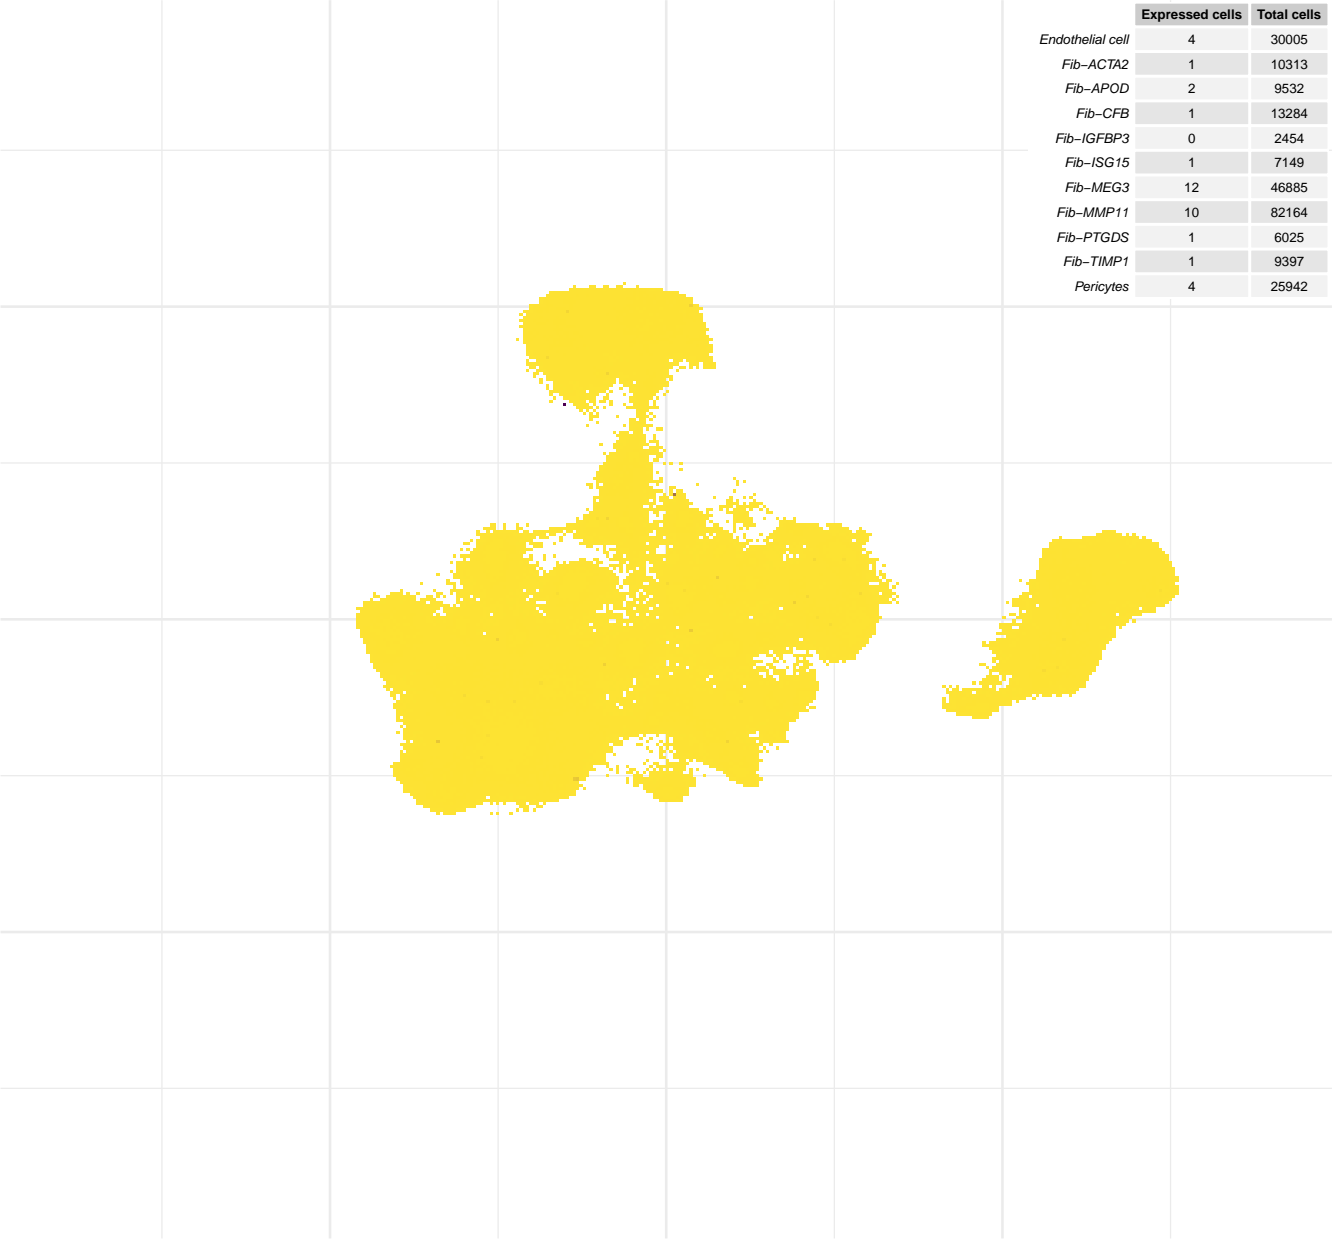 Expressed cells Total cells
Endothelial cell 4 30005
Fib−ACTA2 1 10313
Fib−APOD 2 9532
Fib−CFB 1 13284
Fib−IGFBP3 0 2454
Fib−ISG15 1 7149
Fib−MEG3 12 46885
Fib−MMP11 10 82164
Fib−PTGDS 1 6025
Fib−TIMP1 1 9397
Pericytes 4 25942